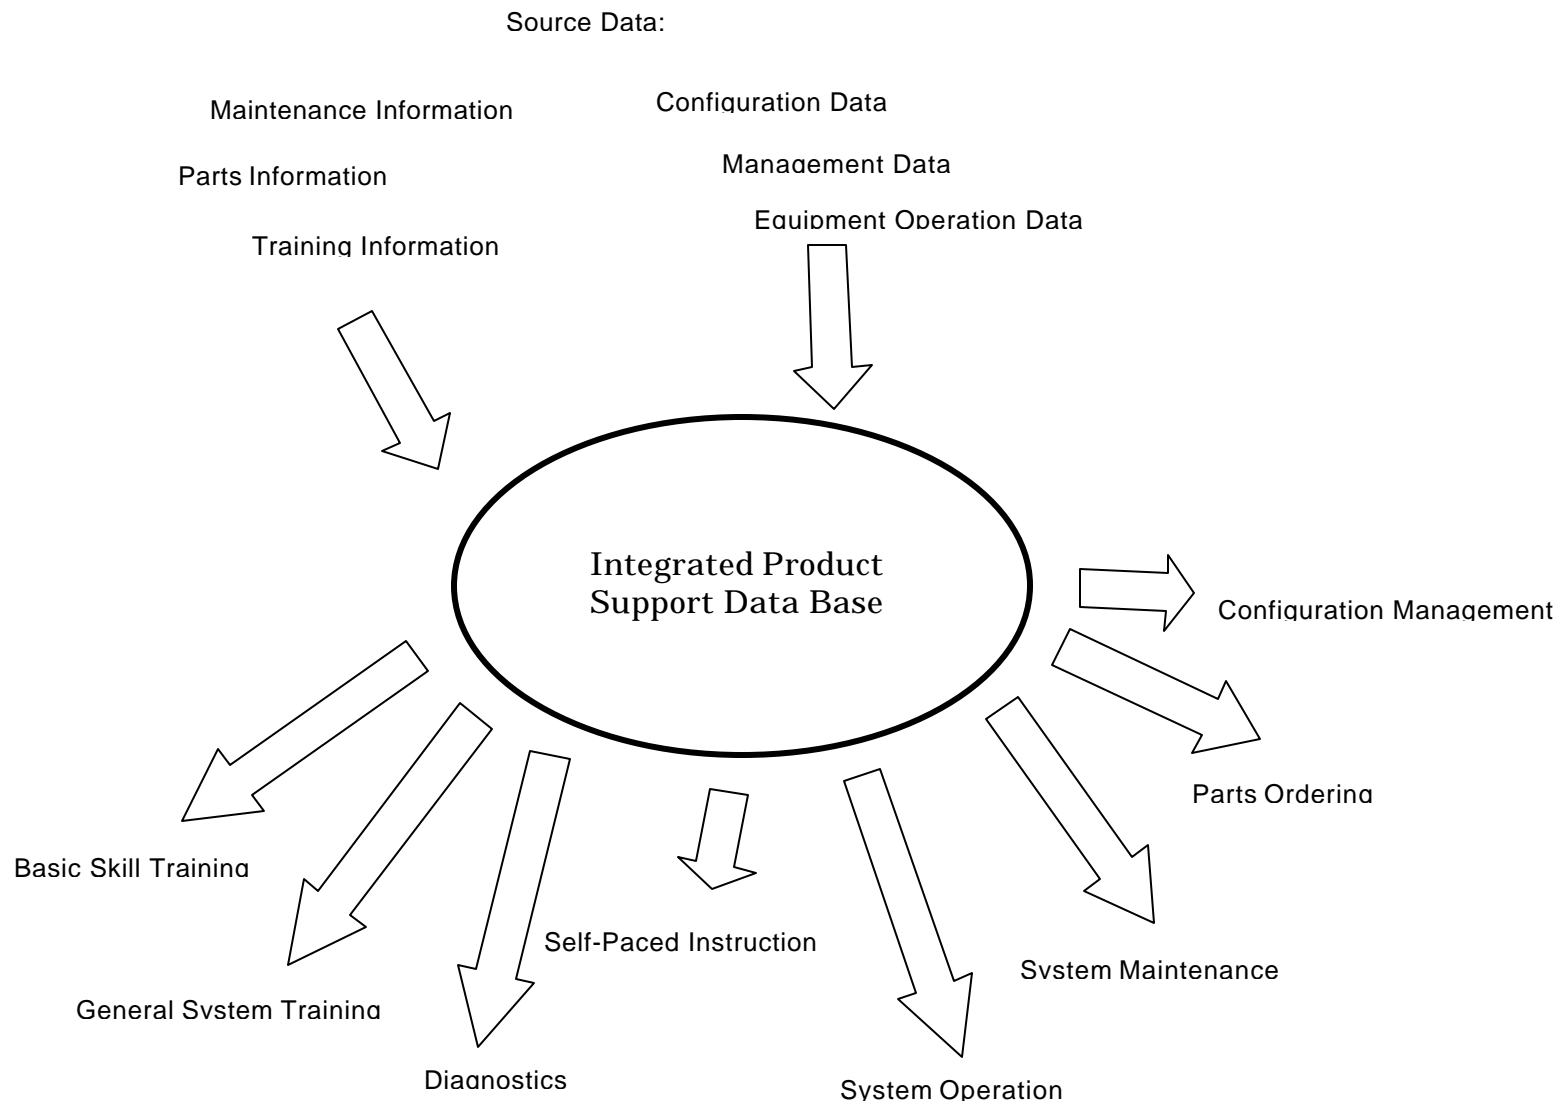 Source Data:
Maintenance Information
Configuration Data
Parts Information
Management Data
Training Information
Equipment Operation Data
Integrated Product
Support Data Base
Configuration Management
Parts Ordering
Basic Skill Training
Self-Paced Instruction
System Maintenance
General System Training
Diagnostics
System Operation